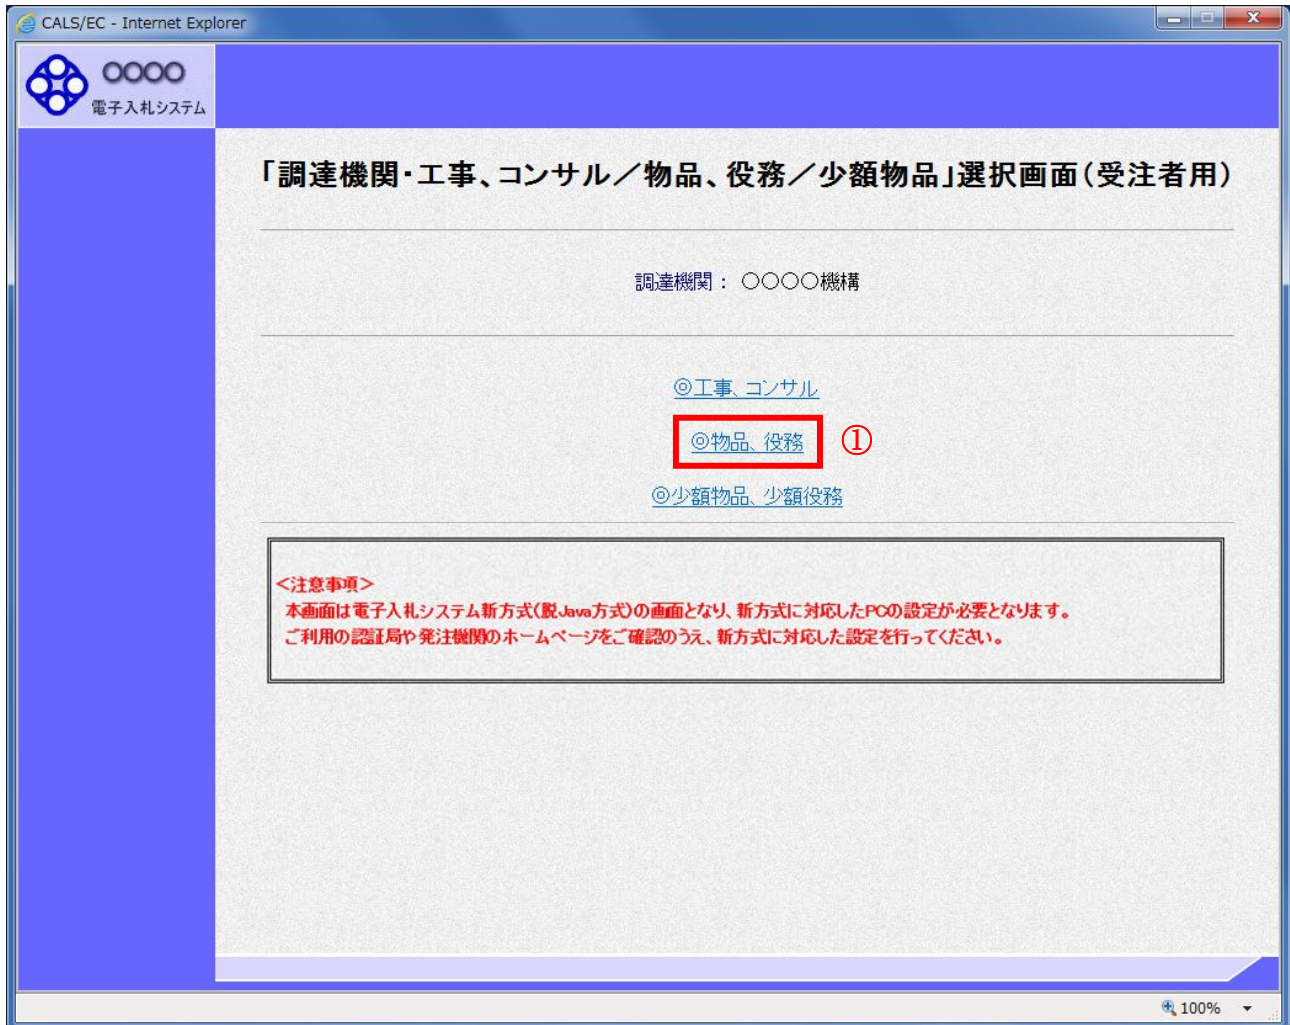 CALS/EC - Internet Explorer
○○○○
電子入札システム
「調達機関・工事、コンサル／物品、役務／少額物品」選択画面（受注者用）
調達機関： ○○○○機構
◎工事、コンサル
◎物品、役務 ①
◎少額物品、少額役務
＜注意事項＞
本画面は電子入札システム新方式(脱Java方式)の画面となり、新方式に対応したPCの設定が必要となります。
ご利用の認証局や発注機関のホームページをご確認のうえ、新方式に対応した設定を行ってください。
100%